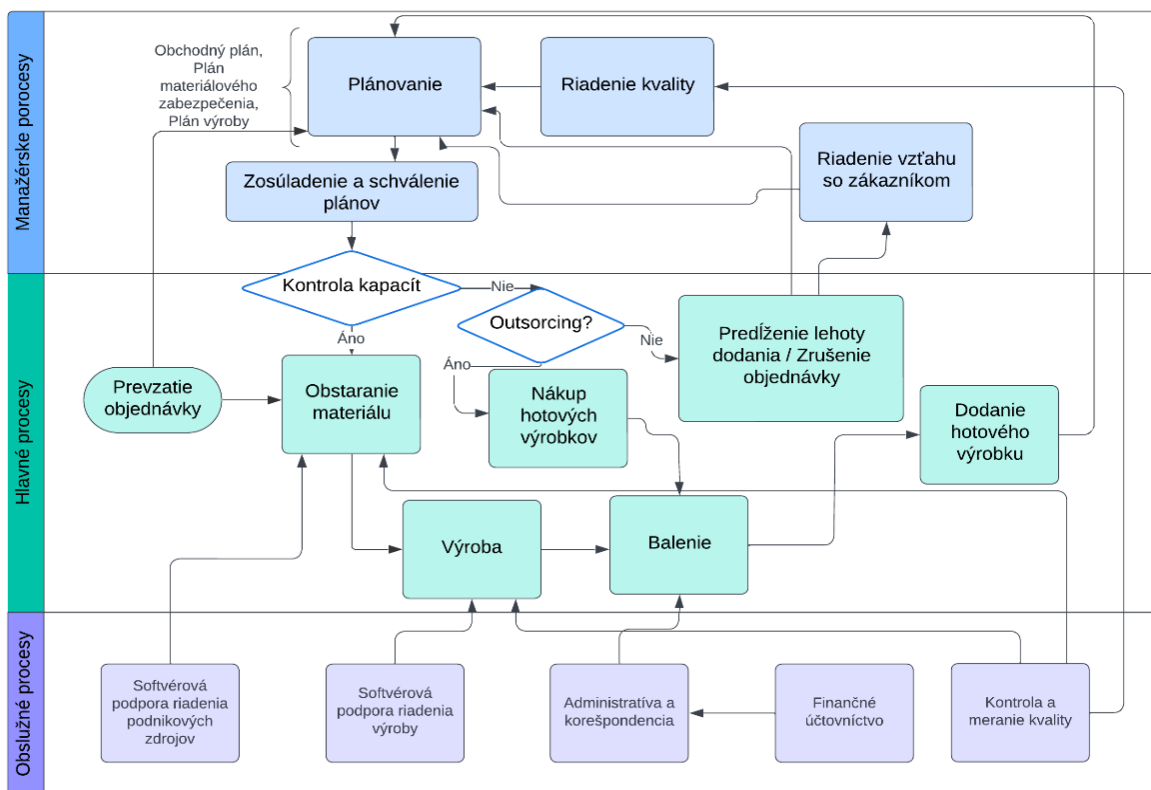 Manažérske porocesy
Obchodný plán,
Plán
materiálového
zabezpečenia,
Plán výroby
Plánovanie
Riadenie kvality
Zosúladenie a schválenie
plánov
Riadenie vzťahu
so zákazníkom
Hlavné procesy
Kontrola kapacít
Nie
Outsorcing?
Nie
Áno
Áno
Predĺženie lehoty
dodania / Zrušenie
objednávky
Prevzatie
objednávky
Obstaranie
materiálu
Nákup
hotových
výrobkov
Dodanie
hotového
výrobku
Výroba
Balenie
Obslužné procesy
Softvérová
podpora riadenia
podnikových
zdrojov
Softvérová
podpora riadenia
výroby
Administratíva a
korešpondencia
Finančné
účtovníctvo
Kontrola a
meranie kvality